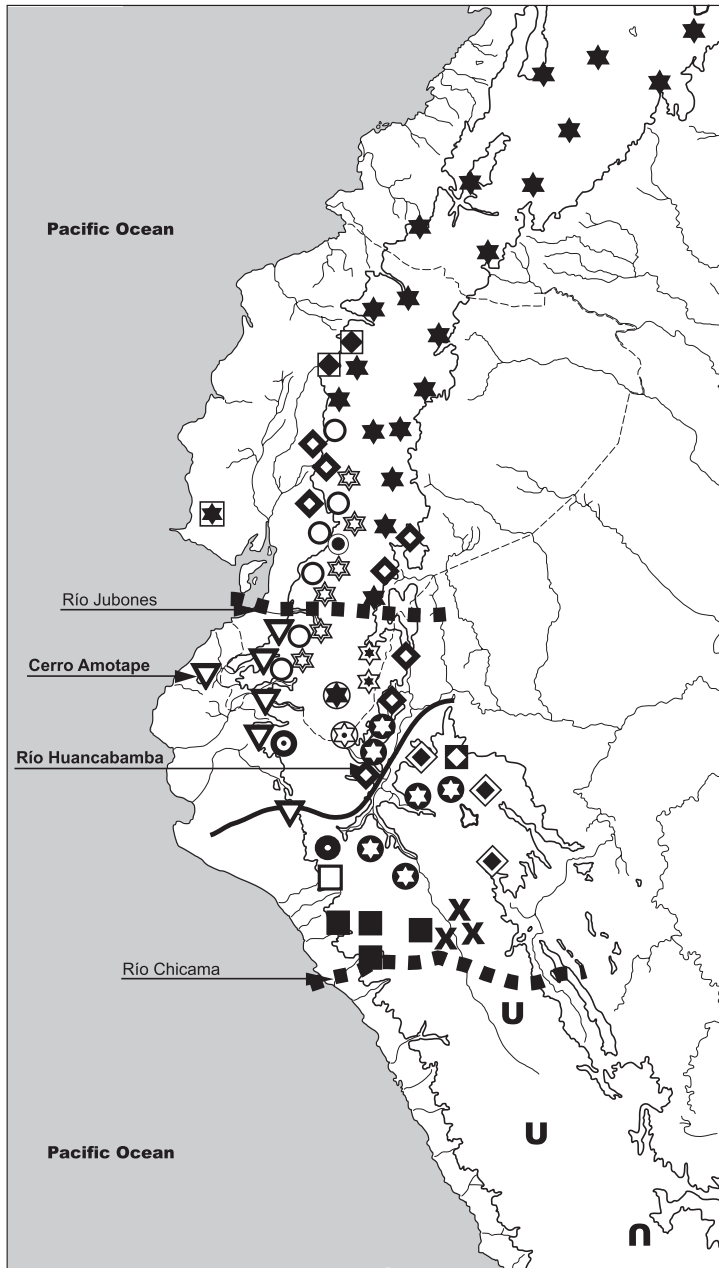 Pacific Ocean
Río Jubones
Cerro Amotape
Río Huancabamba
X
X X
Río Chicama
U
U
Pacific Ocean
∩